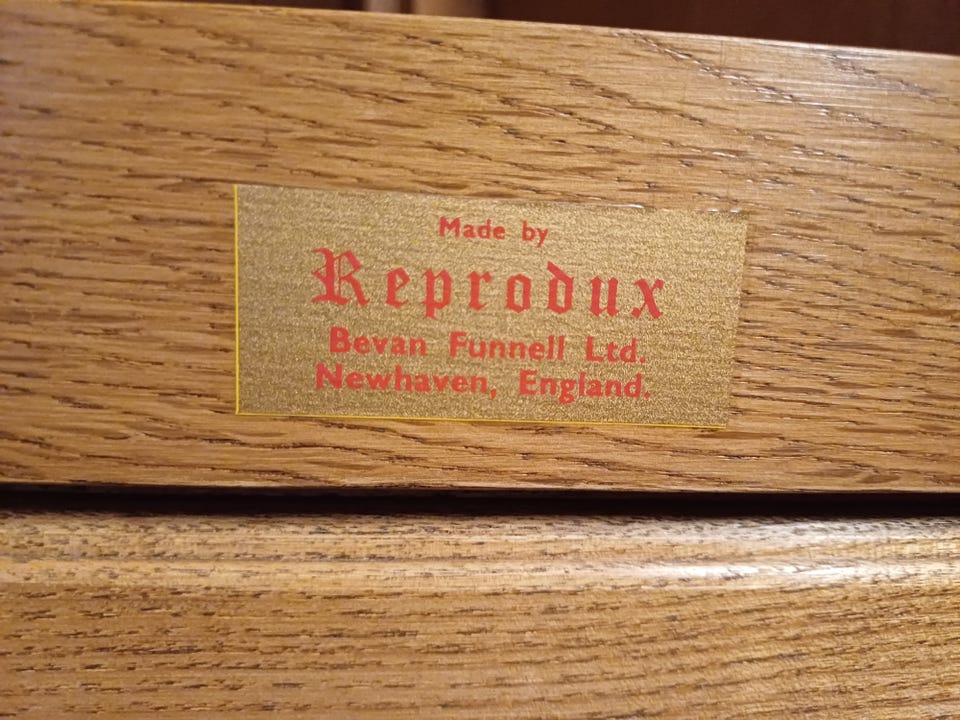 Made by
Reprodux
Bevan Funnell Ltd.
Newhaven, England.